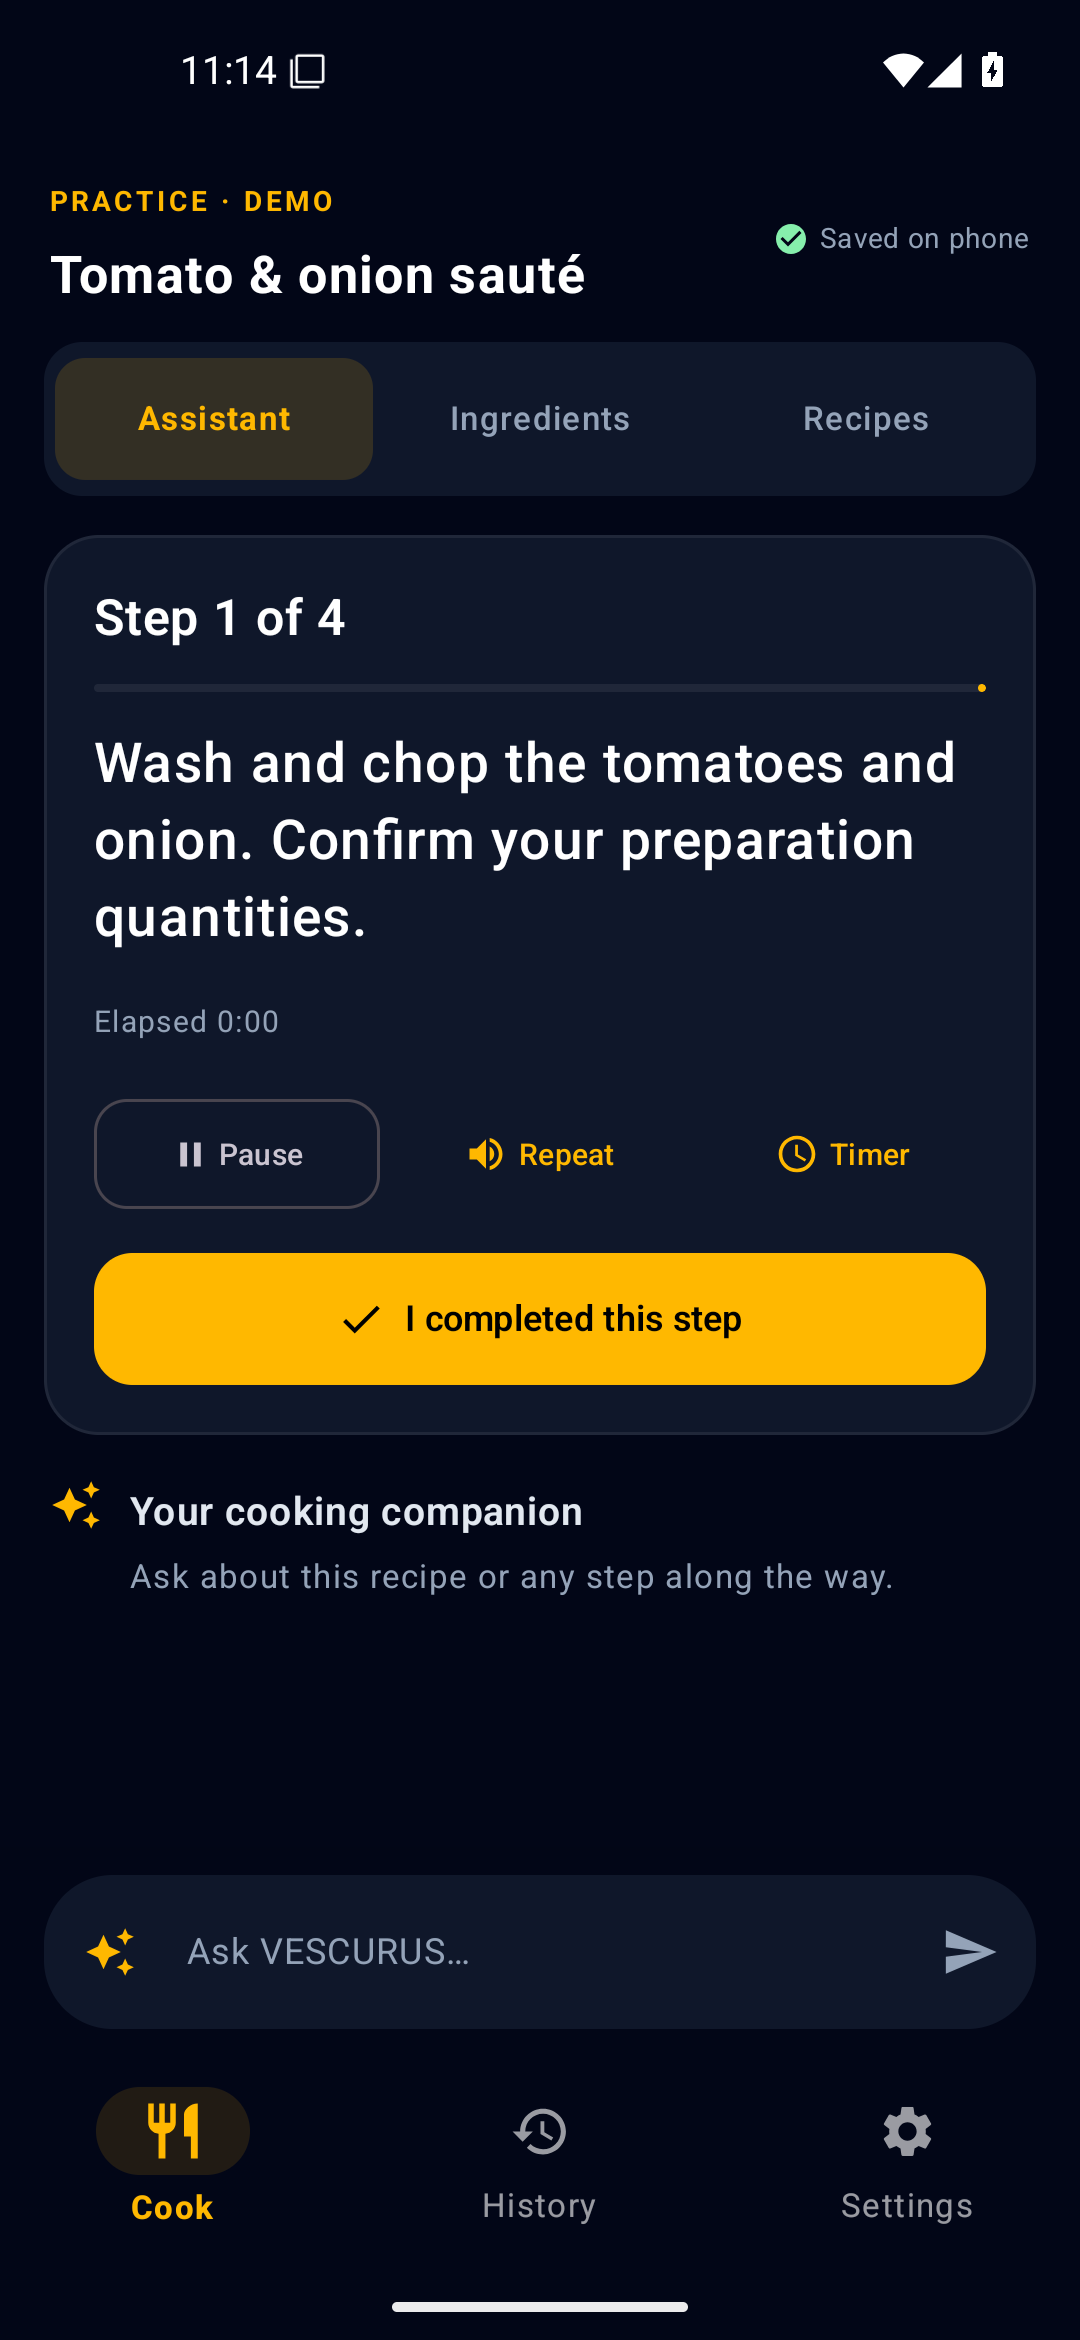 11:14
PRACTICE · DEMO
Tomato & onion sauté
Saved on phone
Assistant
Ingredients
Recipes
Step 1 of 4
Wash and chop the tomatoes and
onion. Confirm your preparation
quantities.
Elapsed 0:00
Pause
Repeat
Timer
I completed this step
Your cooking companion
Ask about this recipe or any step along the way.
Ask VESCURUS…
Cook
History
Settings